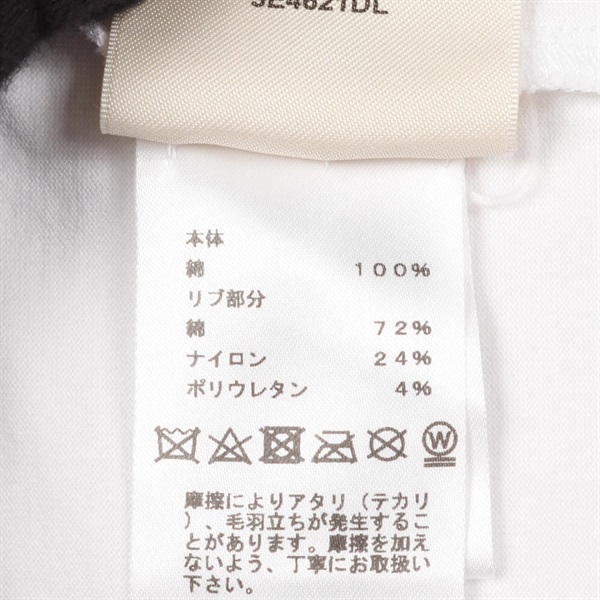 JE4621DL
本体
綿 100%
リブ部分
綿 72%
ナイロン 24%
ポリウレタン 4%
W
摩擦によりアタリ（テカリ
）、毛羽立ちが発生するこ
とがあります。摩擦を加え
ないよう、丁寧にお取扱い
下さい。